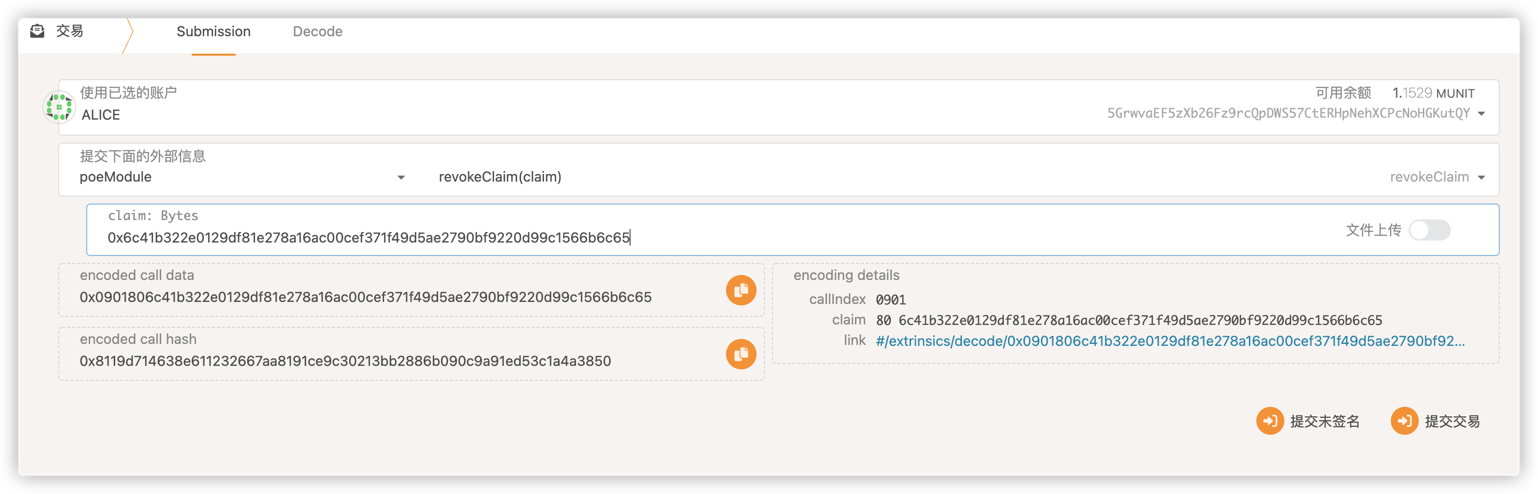 交易 Submission Decode
使用已选的账户 可用余额 1.1529 MUNIT
ALICE 5GrwvaEF5zXb26Fz9rcQpDWS57CtERHpNehXCPcNoHGKutQY
提交下面的外部信息
poeModule revokeClaim(claim) revokeClaim
claim: Bytes
0x6c41b322e0129df81e278a16ac00cef371f49d5ae2790bf9220d99c1566b6c65 文件上传
encoded call data
0x0901806c41b322e0129df81e278a16ac00cef371f49d5ae2790bf9220d99c1566b6c65
encoded call hash
0x8119d714638e611232667aa8191ce9c30213bb2886b090c9a91ed53c1a4a3850
encoding details
callIndex 0901
claim 80 6c41b322e0129df81e278a16ac00cef371f49d5ae2790bf9220d99c1566b6c65
link #/extrinsics/decode/0x0901806c41b322e0129df81e278a16ac00cef371f49d5ae2790bf92...
提交未签名 提交交易